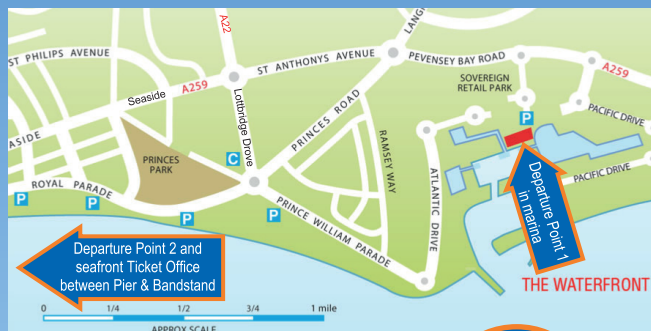 A22
LANG
ST PHILIPS AVENUE
ST ANTHONYS AVENUE
PEVENSEY BAY ROAD
A259
SOVEREIGN
RETAIL PARK
Seaside
A259
Lottbridge Drove
PRINCES ROAD
PACIFIC DRIVE
P
P
ASIDE
RAMSEY WAY
C
PRINCES
PARK
ATLANTIC DRIVE
PACIFIC DRIVE
Departure Point 1
in marina
ROYAL PARADE
P
P
P
P
PRINCE WILLIAM PARADE
Departure Point 2 and
seafront Ticket Office
between Pier & Bandstand
THE WATERFRONT
0 1/4 1/2 3/4 1 mile
APPROX SCALE